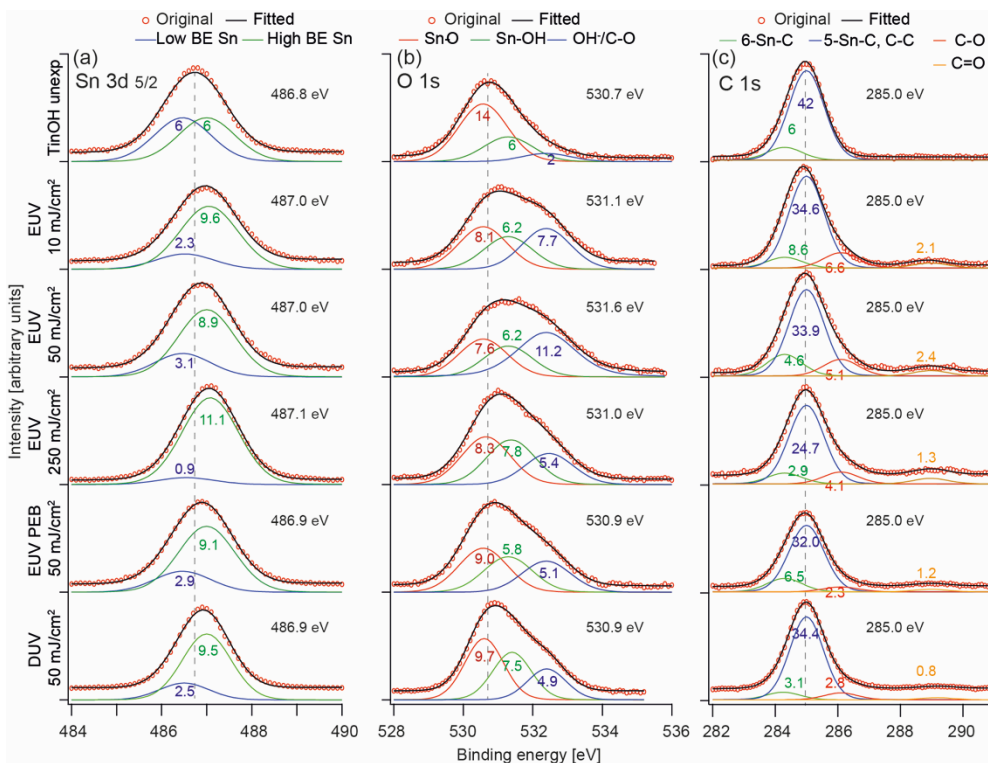 Original Fitted
Low BE Sn High BE Sn
Original Fitted
Sn-O Sn-OH OH-/C-O
Original Fitted
6-Sn-C 5-Sn-C, C-C C-O
C=O
(a)
Sn 3d 5/2
(b)
O 1s
(c)
C 1s
Intensity [arbitrary units]
TinOH unexp
486.8 eV
6 6
530.7 eV
14
6
2
285.0 eV
42
6
EUV
10 mJ/cm²
487.0 eV
9.6
2.3
531.1 eV
8.1 6.2 7.7
285.0 eV
34.6
8.6 6.6 2.1
EUV
50 mJ/cm²
487.0 eV
8.9
3.1
531.6 eV
7.6 6.2 11.2
285.0 eV
33.9
4.6 5.1 2.4
EUV
250 mJ/cm²
487.1 eV
11.1
0.9
531.0 eV
8.3 7.8 5.4
285.0 eV
24.7
2.9 4.1 1.3
EUV PEB
50 mJ/cm²
486.9 eV
9.1
2.9
530.9 eV
9.0 5.8 5.1
285.0 eV
32.0
6.5 2.3 1.2
DUV
50 mJ/cm²
486.9 eV
9.5
2.5
530.9 eV
9.7 7.5 4.9
285.0 eV
34.4
3.1 2.8 0.8
484 486 488 490
528 530 532 534 536
282 284 286 288 290
Binding energy [eV]